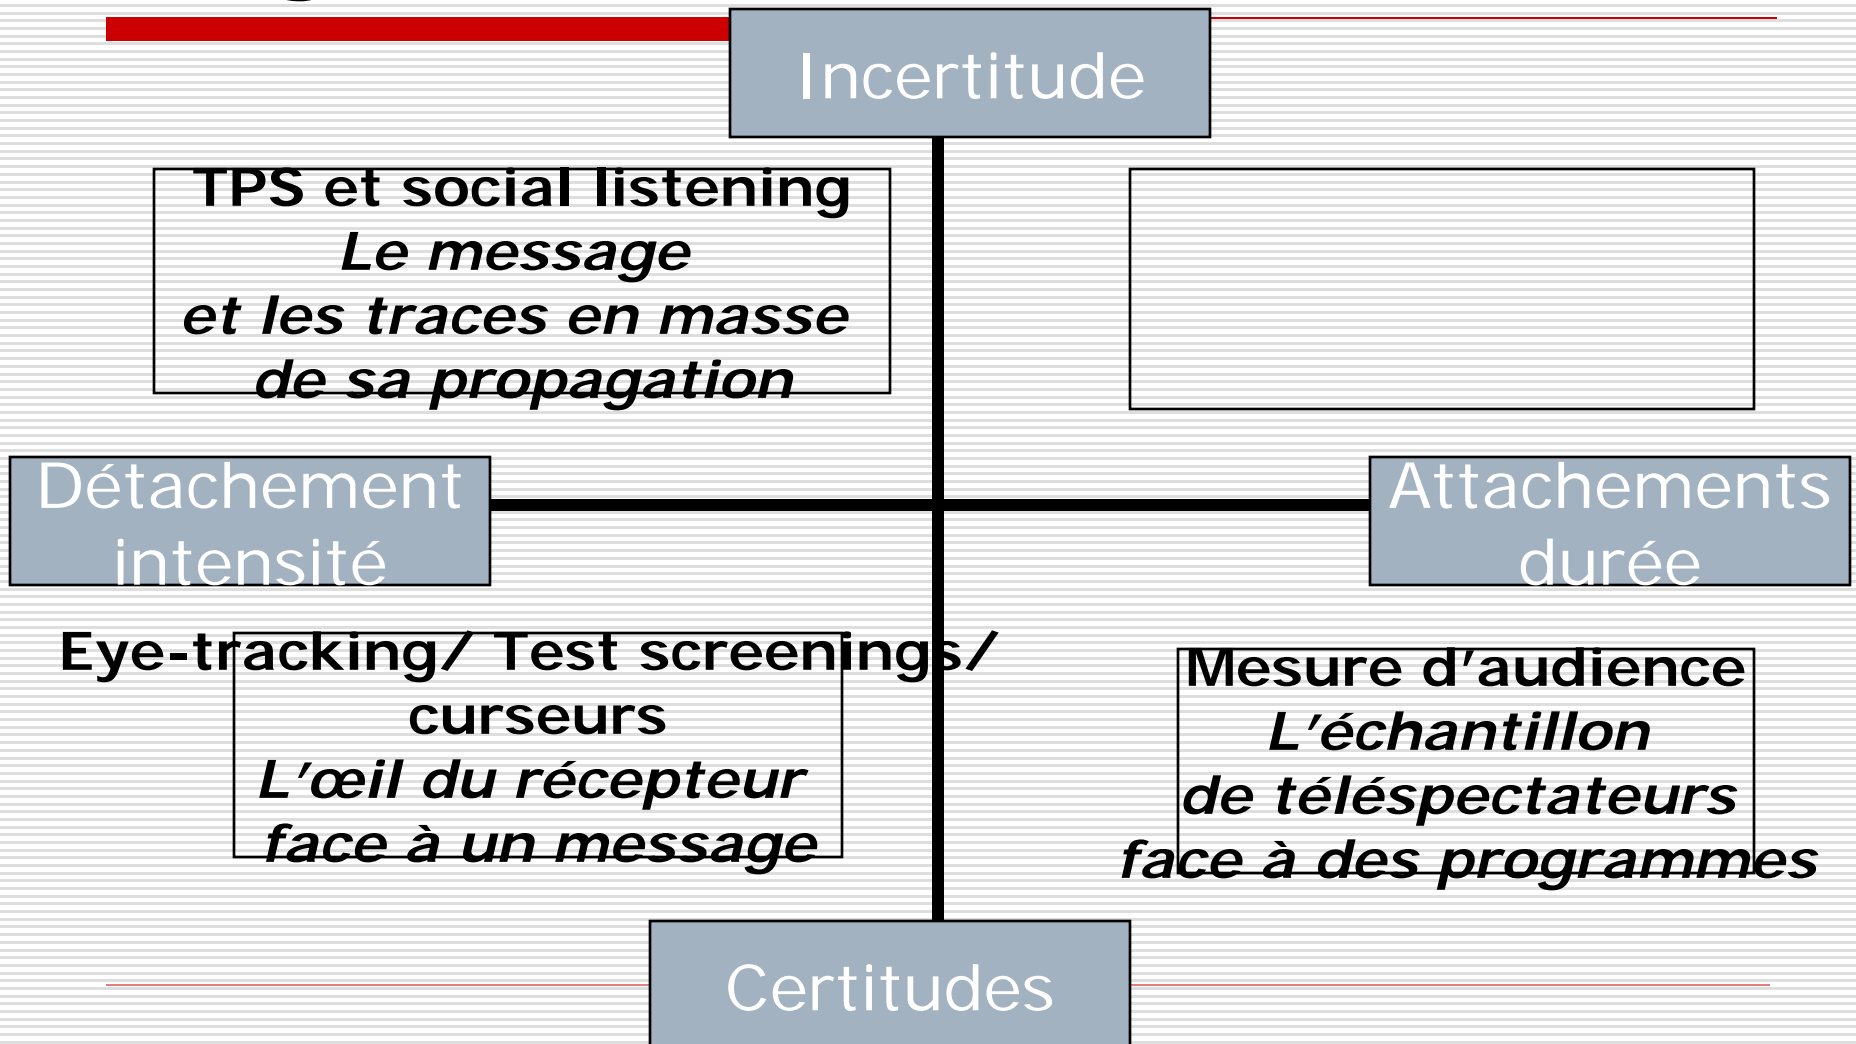 Incertitude
TPS et social listening
Le message
et les traces en masse
de sa propagation
Détachement
intensité
Attachements
durée
Eye-tracking/ Test screenings/
curseurs
L’œil du récepteur
face à un message
Mesure d’audience
L’échantillon
de téléspectateurs
face à des programmes
Certitudes